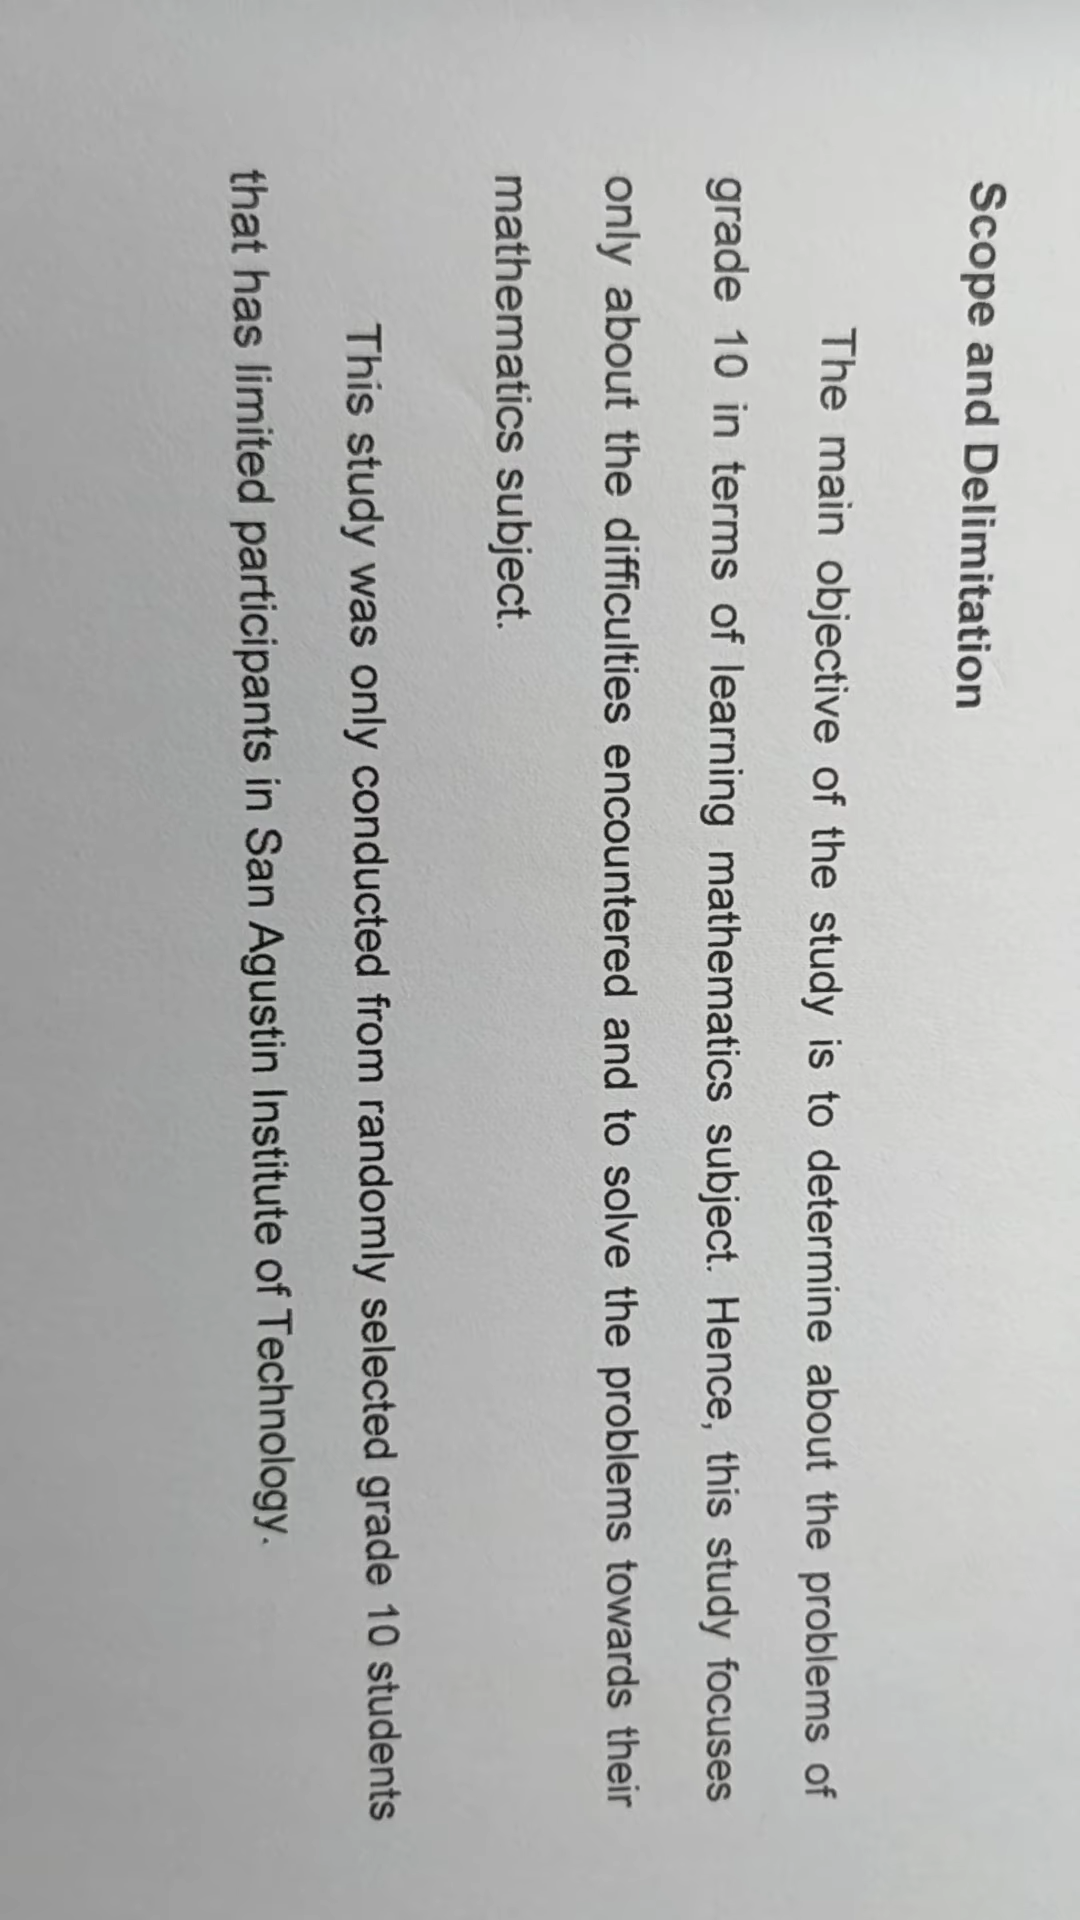 Scope and Delimitation
The main objective of the study is to determine about the problems of
grade 10 in terms of learning mathematics subject. Hence, this study focuses
only about the difficulties encountered and to solve the problems towards their
mathematics subject.
This study was only conducted from randomly selected grade 10 students
that has limited participants in San Agustin Institute of Technology.